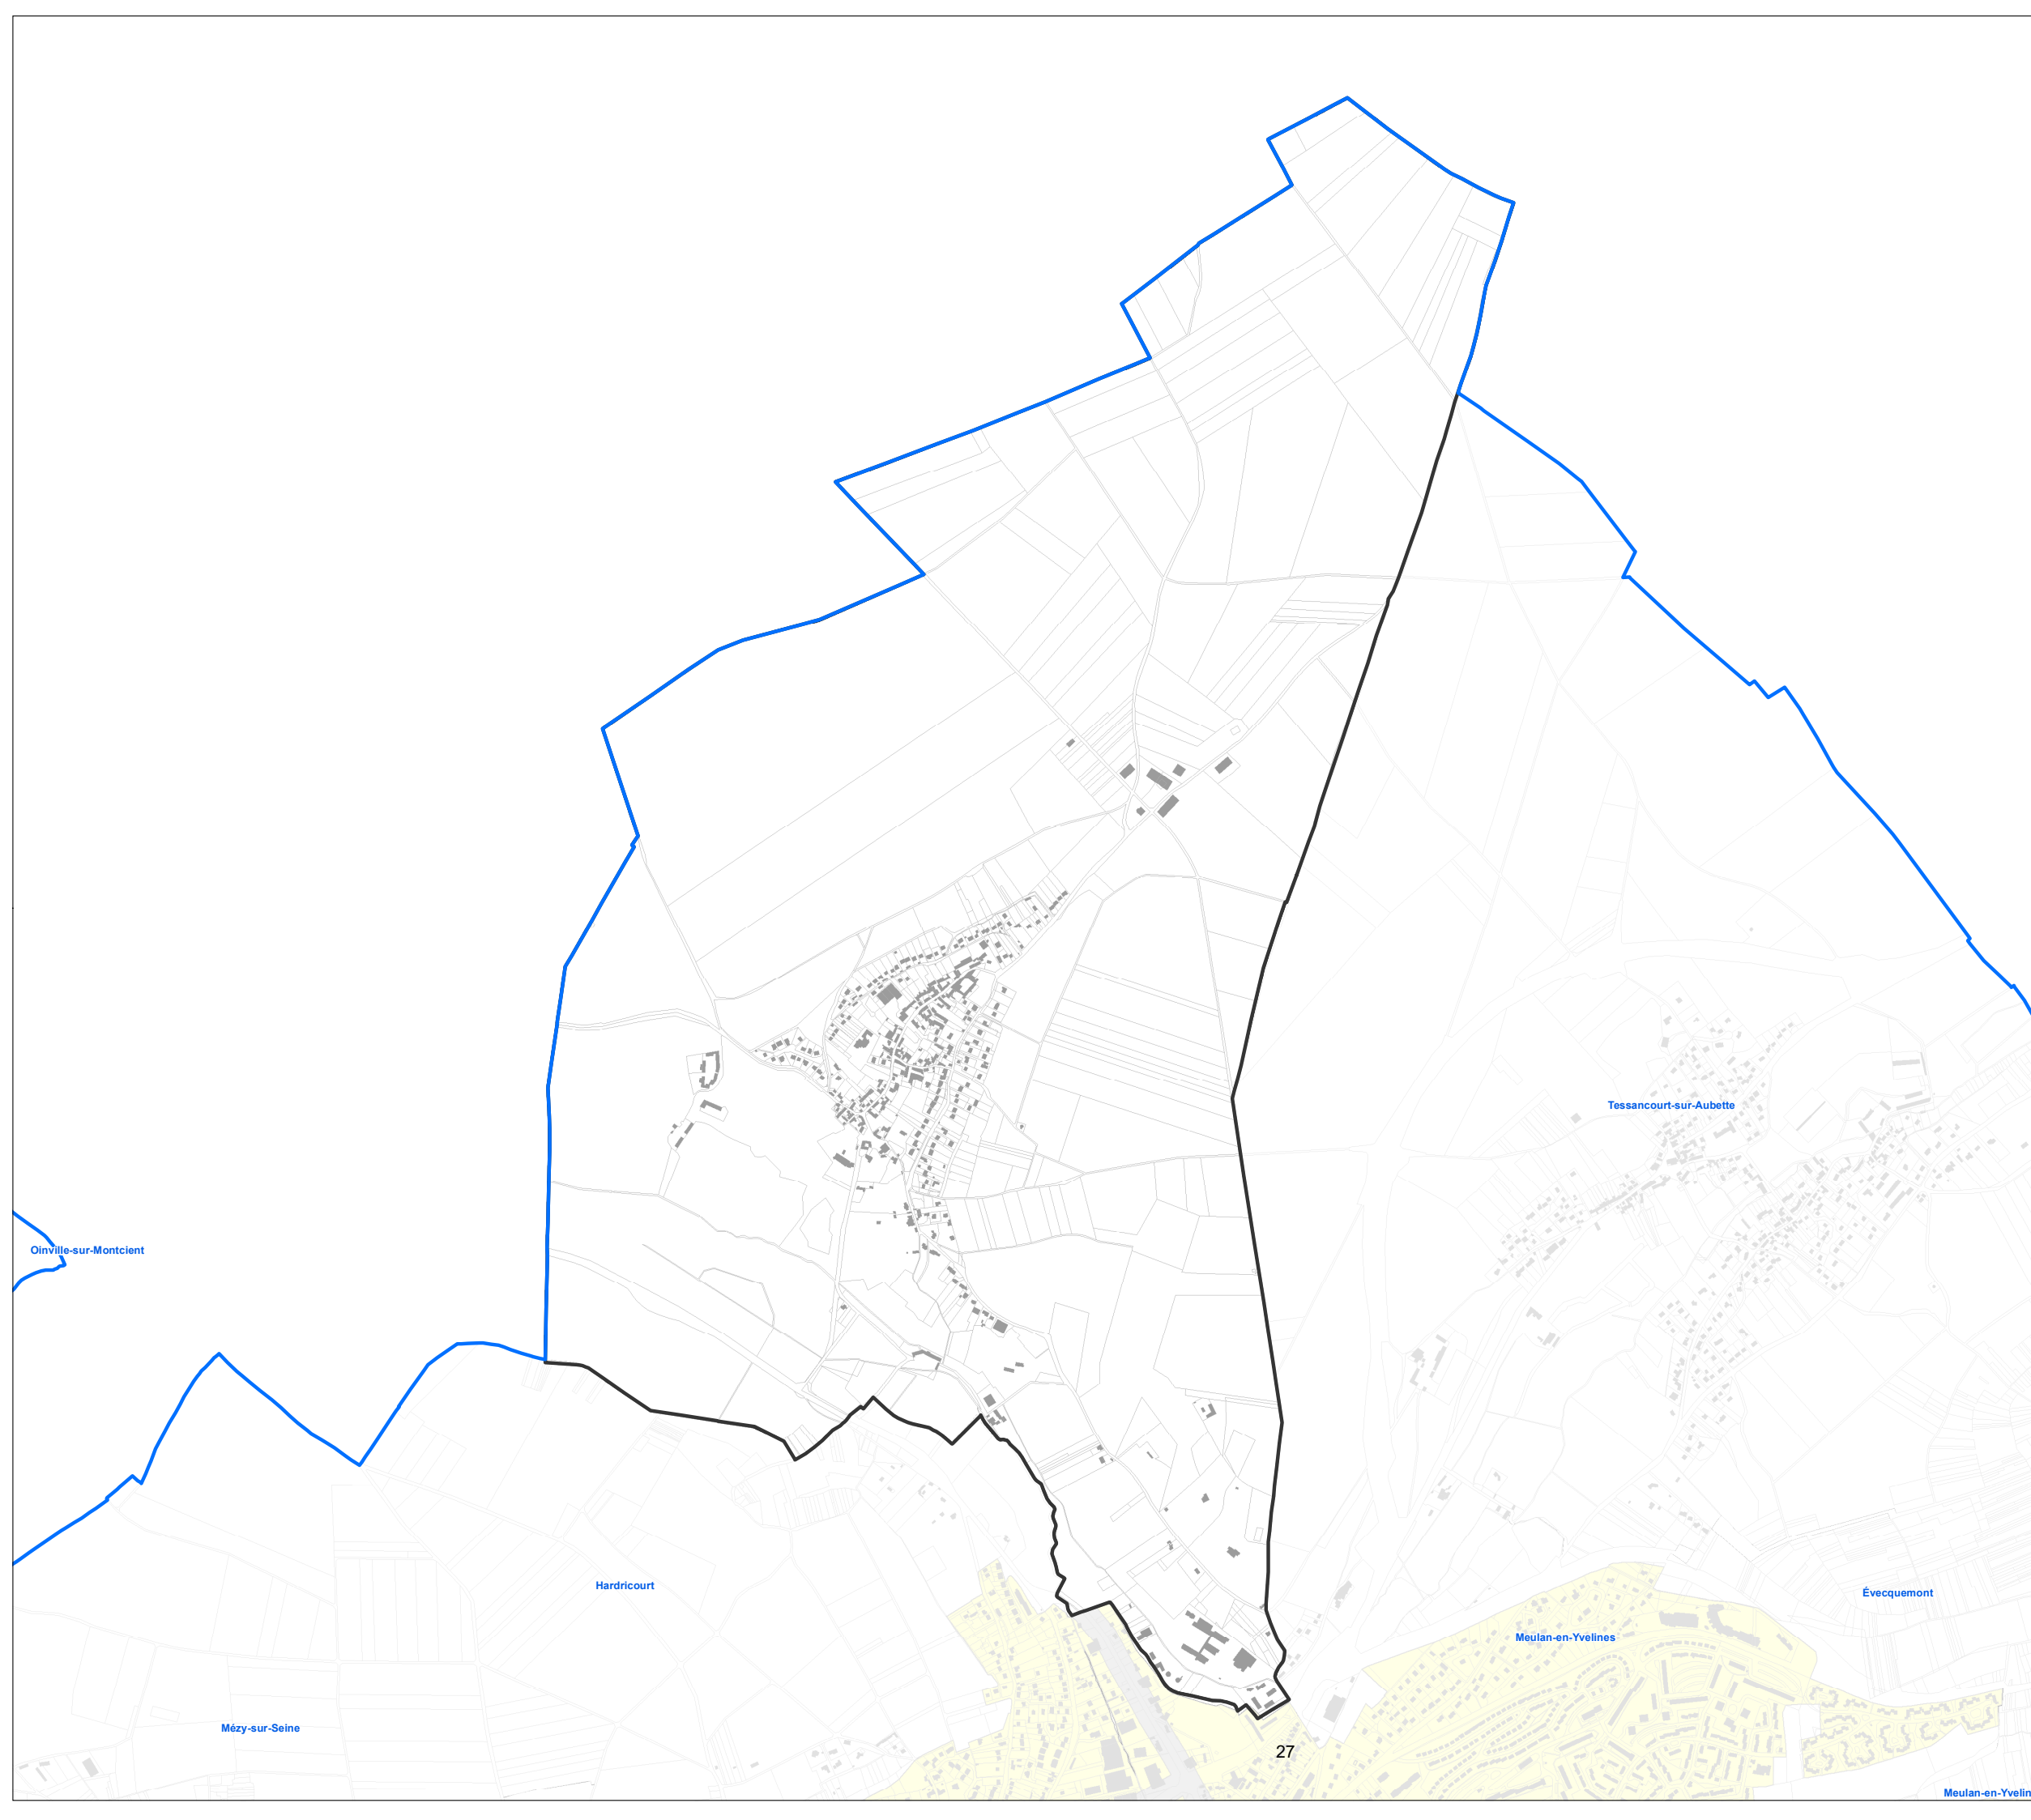 Tessancourt-sur-Aubette
Oinville-sur-Montcient
Hardricourt
Évecquemont
Meulan-en-Yvelines
Mézy-sur-Seine
27
Meulan-en-Yvelin